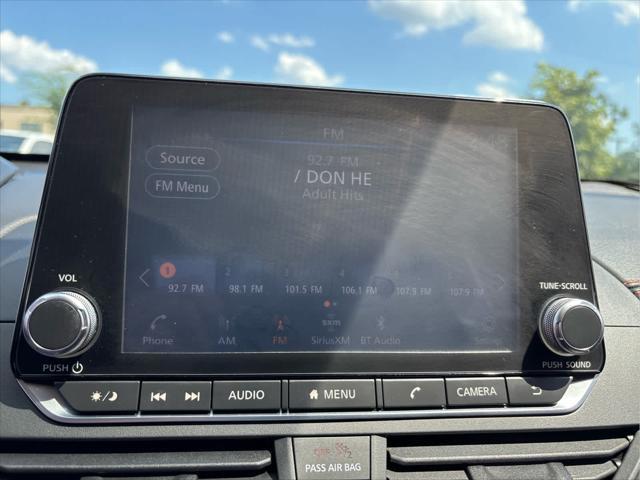 FM
92.7 FM
/ DON HE
Adult Hits
Source
FM Menu
1 2 3 4
92.7 FM 98.1 FM 101.5 FM 106.1 FM 107.9 FM 107.9 FM
Phone AM FM SiriusXM BT Audio
sxm
VOL
PUSH
TUNE-SCROLL
PUSH SOUND
AUDIO MENU CAMERA
PASS AIR BAG